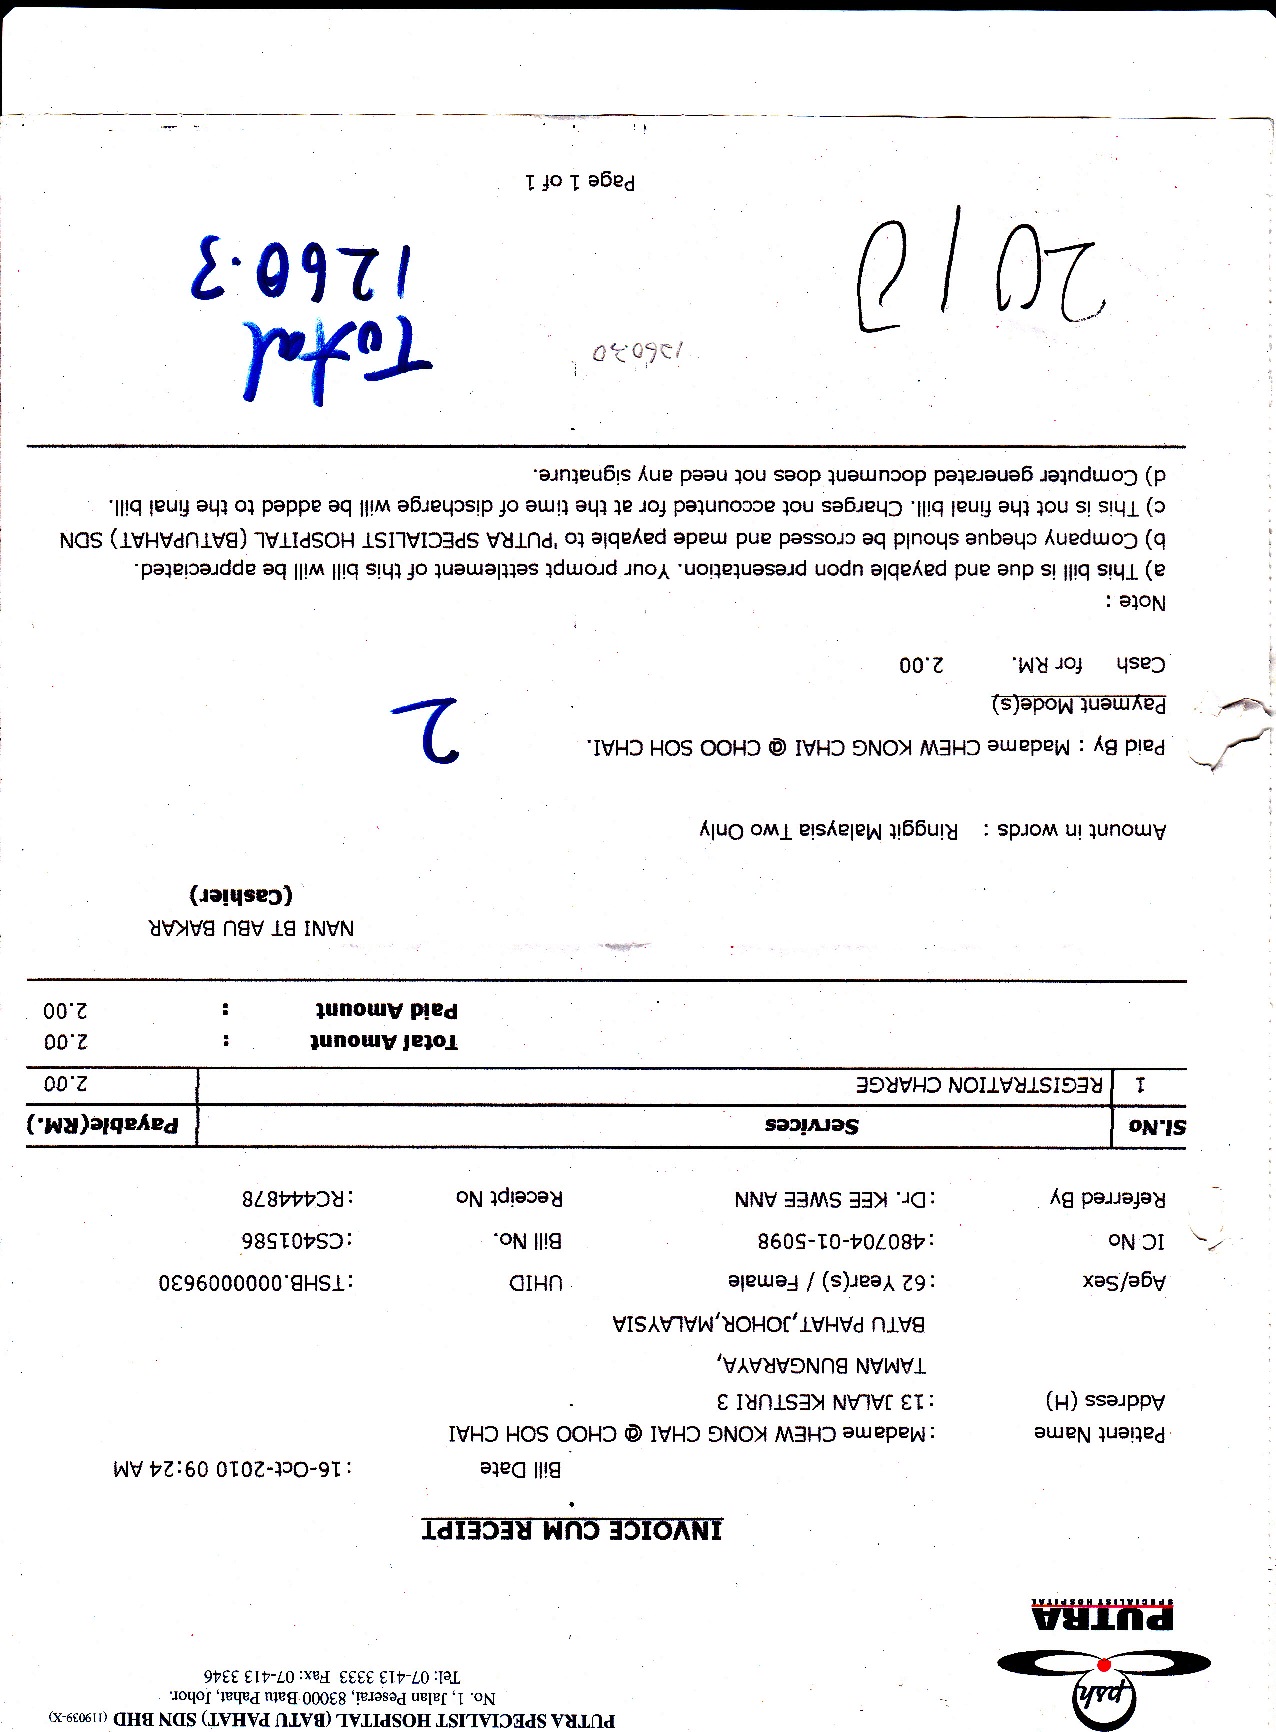 PUTRA SPECIALIST HOSPITAL (BATU PAHAT) SDN BHD (119039-X)
No. 1, Jalan Peserai, 83000 Batu Pahat, Johor.
Tel: 07-413 3333 Fax: 07-413 3346
psh
PUTRA
SPECIALIST HOSPITAL
INVOICE CUM RECEIPT
Bill Date :16-Oct-2010 09:24 AM
Patient Name :Madame CHEW KONG CHAI @ CHOO SOH CHAI
Address (H) :13 JALAN KESTURI 3
TAMAN BUNGARAYA,
BATU PAHAT,JOHOR,MALAYSIA
Age/Sex :62 Year(s) / Female UHID :TSHB.0000009630
IC No :480704-01-5098 Bill No. :CS401586
Referred By :Dr. KEE SWEE ANN Receipt No :RC444878
Sl.No Services Payable(RM.)
1 REGISTRATION CHARGE 2.00
Total Amount : 2.00
Paid Amount : 2.00
NANI BT ABU BAKAR
(Cashier)
Amount in words : Ringgit Malaysia Two Only
Paid By : Madame CHEW KONG CHAI @ CHOO SOH CHAI.
2
Payment Mode(s)
Cash for RM. 2.00
Note :
a) This bill is due and payable upon presentation. Your prompt settlement of this bill will be appreciated.
b) Company cheque should be crossed and made payable to 'PUTRA SPECIALIST HOSPITAL (BATUPAHAT) SDN
c) This is not the final bill. Charges not accounted for at the time of discharge will be added to the final bill.
d) Computer generated document does not need any signature.
1260.30
Total
1260.3
2010
Page 1 of 1